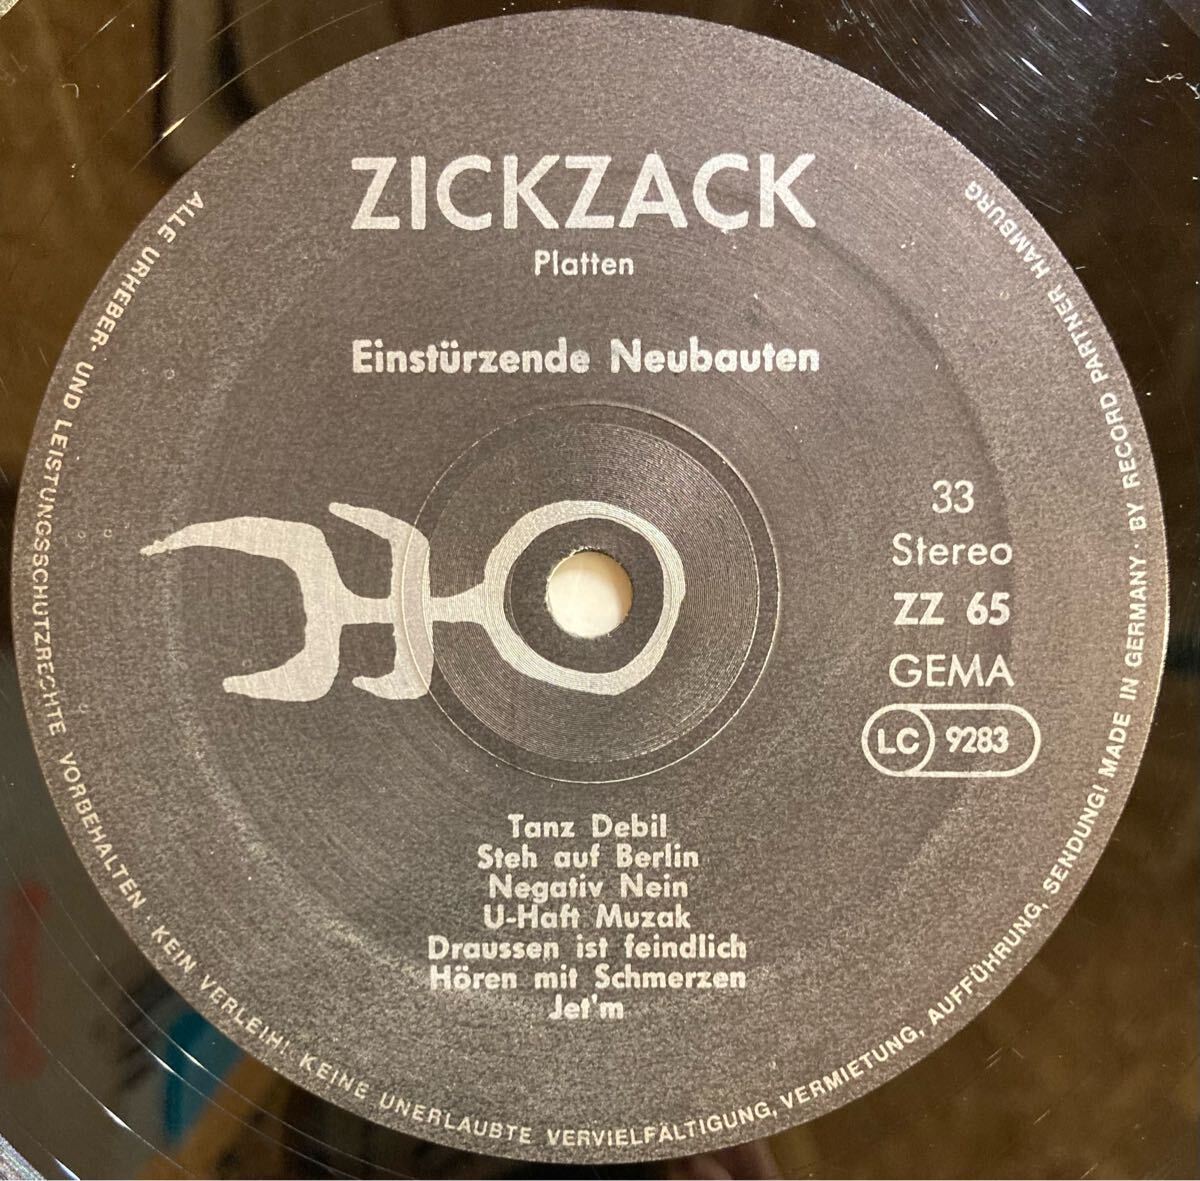 ZICKZACK
Platten
Einstürzende Neubauten
33
Stereo
ZZ 65
GEMA
LC 9283
Tanz Debil
Steh auf Berlin
Negativ Nein
U-Haft Muzak
Draussen ist feindlich
Hören mit Schmerzen
Jet'm
ALLE URHEBER- UND LEISTUNGSSCHUTZRECHTE VORBEHALTEN · KEIN VERLEIH! KEINE UNERLAUBTE VERVIELFÄLTIGUNG, VERMIETUNG, AUFFÜHRUNG, SENDUNG! MADE IN GERMANY · BY RECORD PARTNER HAMBURG